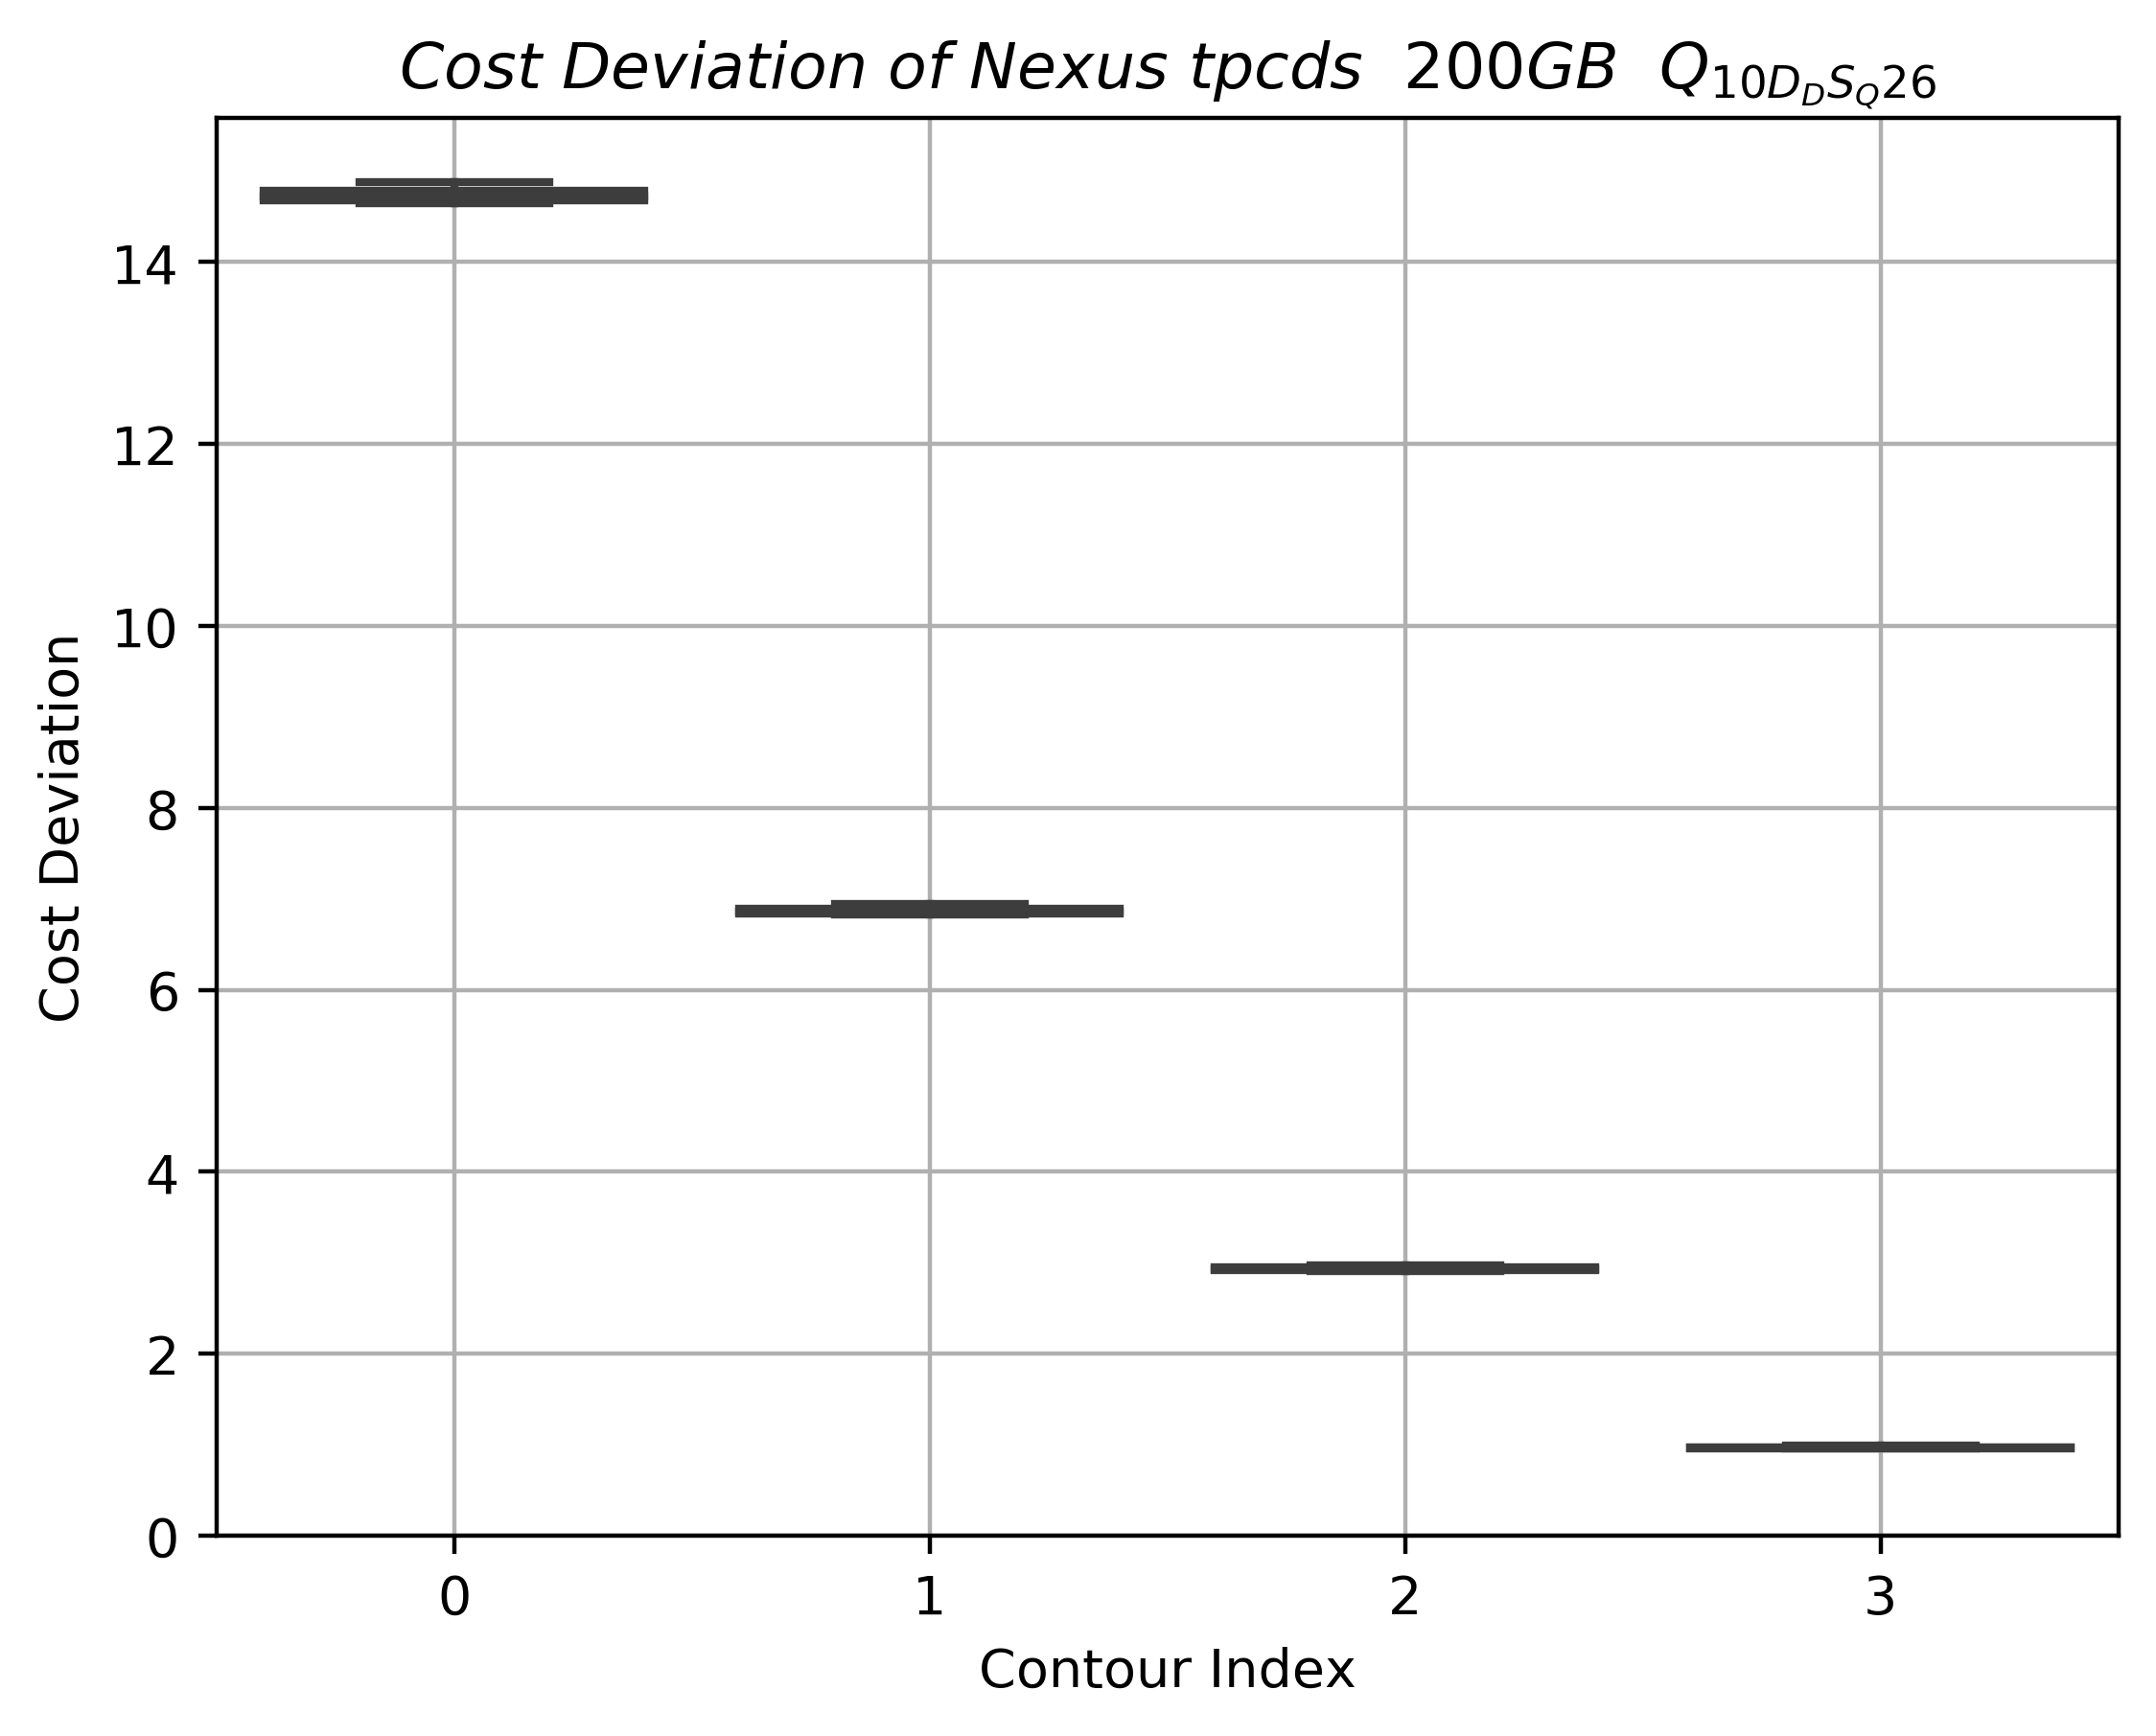 Cost Deviation of Nexus tpcds 200GB Q10DDSQ26
14
12
10
8
6
4
2
0
Cost Deviation
0 1 2 3
Contour Index